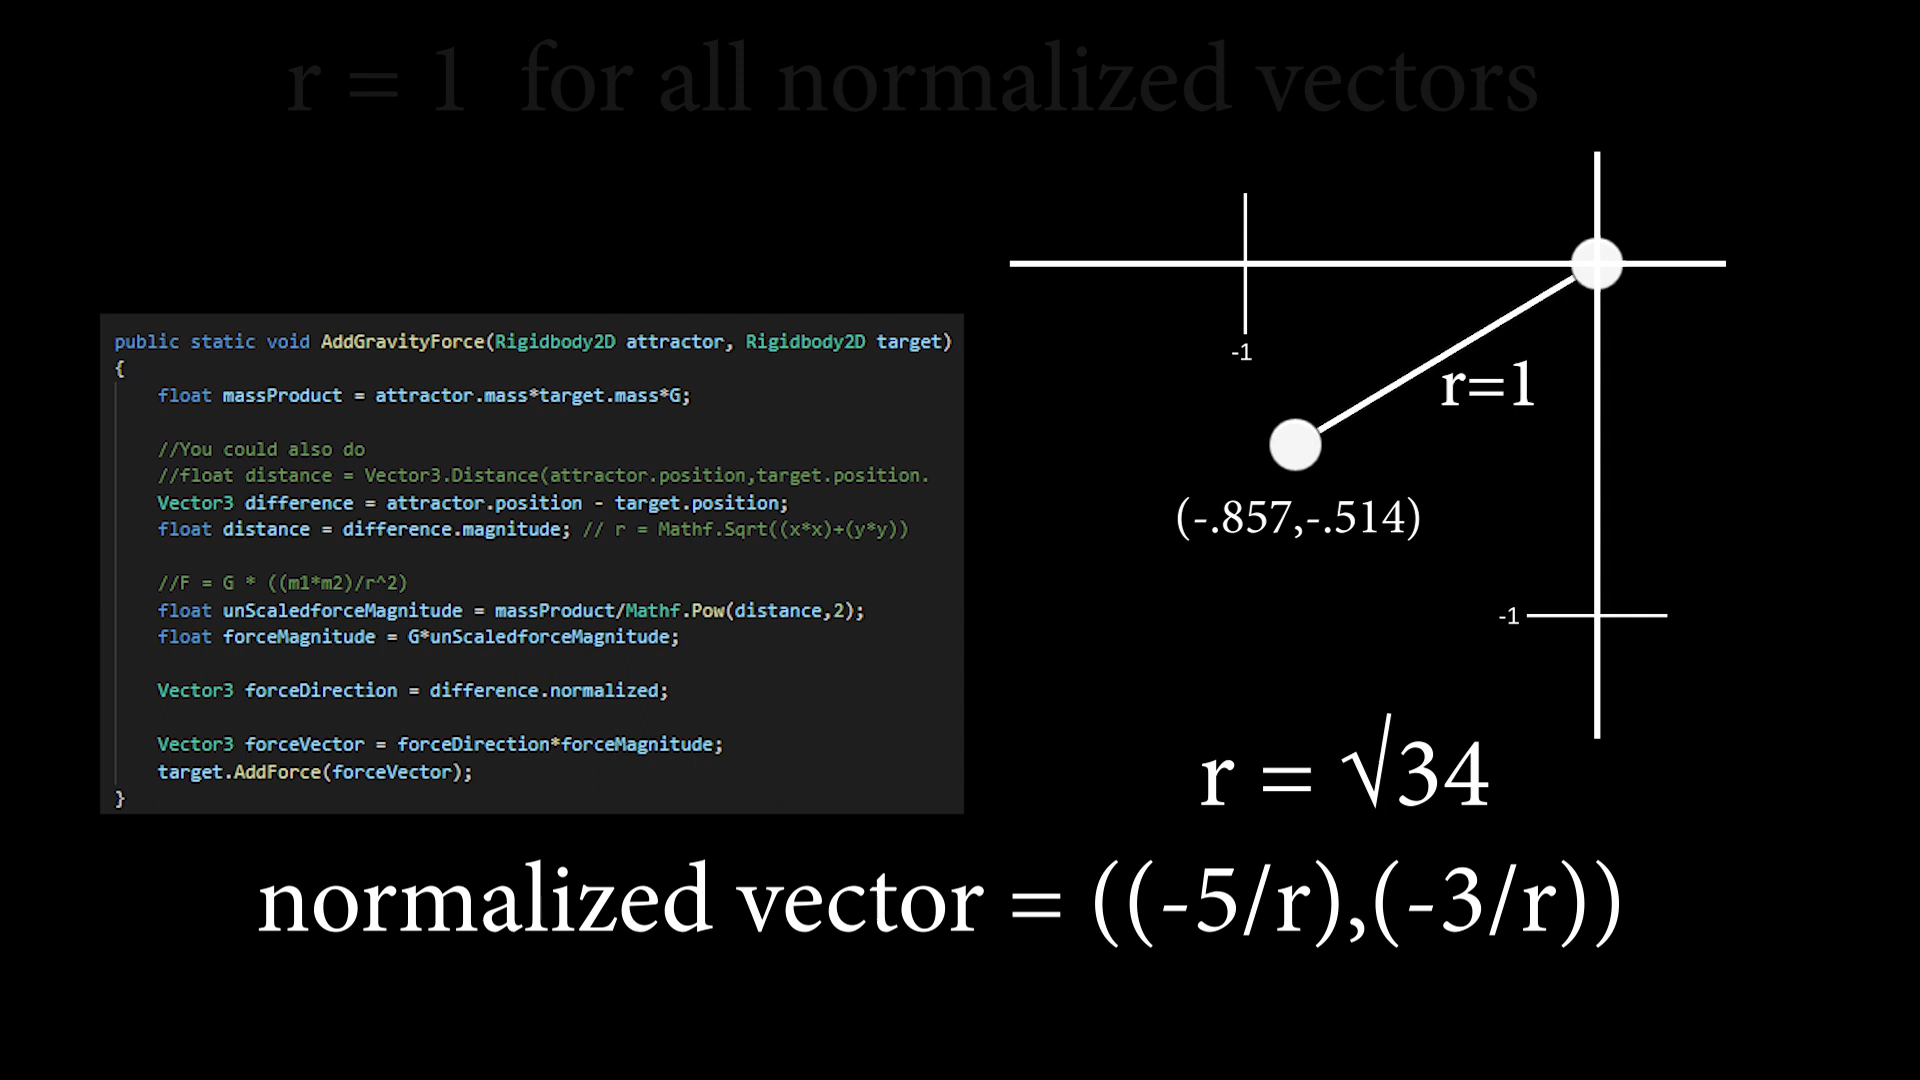 r = 1 for all normalized vectors
public static void AddGravityForce(Rigidbody2D attractor, Rigidbody2D target)
{
float massProduct = attractor.mass*target.mass*G;
//You could also do
//float distance = Vector3.Distance(attractor.position,target.position.
Vector3 difference = attractor.position - target.position;
float distance = difference.magnitude; // r = Mathf.Sqrt((x*x)+(y*y))
//F = G * ((m1*m2)/r^2)
float unScaledforceMagnitude = massProduct/Mathf.Pow(distance,2);
float forceMagnitude = G*unScaledforceMagnitude;
Vector3 forceDirection = difference.normalized;
Vector3 forceVector = forceDirection*forceMagnitude;
target.AddForce(forceVector);
}
-1
r=1
(-.857,-.514)
-1
r = √34
normalized vector = ((-5/r),(-3/r))